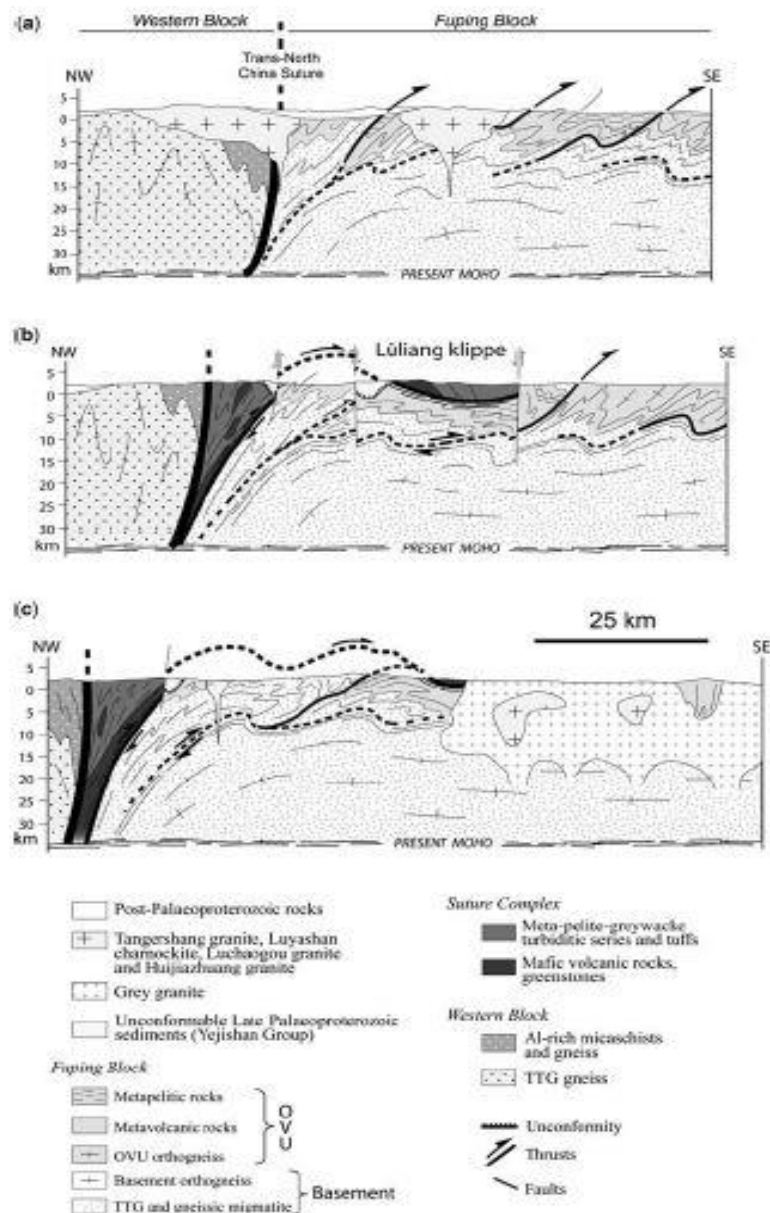 (a)
Western Block
Fuping Block
Trans-North
China Suture
NW
SE
5
0
5
10
15
20
25
30
km
PRESENT MOHO
(b)
NW
Lüliang klippe
SE
5
0
5
10
15
20
25
30
km
PRESENT MOHO
(c)
25 km
NW
SE
5
0
5
10
15
20
25
30
km
PRESENT MOHO
Post-Palaeoproterozoic rocks
Tangershang granite, Luyashan
charnockite, Luchaogou granite
and Huijiazhuang granite
Grey granite
Unconformable Late Palaeoproterozoic
sediments (Yejishan Group)
Fuping Block
Metapelitic rocks
Metavolcanic rocks
OVU orthogneiss
OVU
Basement orthogneiss
TTG and gneissic migmatite
Basement
Suture Complex
Meta-pelite-greywacke
turbiditic series and tuffs
Mafic volcanic rocks,
greenstones
Western Block
Al-rich micaschists
and gneiss
TTG gneiss
Unconformity
Thrusts
Faults